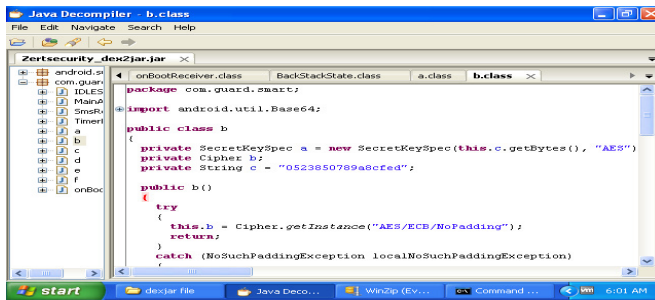 Java Decompiler - b.class
File Edit Navigate Search Help
Zertsecurity_dex2jar.jar
android.su
com.guar
IDLES
MainA
SmsR
TimerI
a
b
c
d
e
f
onBoo
onBootReceiver.class BackStackState.class a.class b.class
package com.guard.smart;
import android.util.Base64;
public class b
{
private SecretKeySpec a = new SecretKeySpec(this.c.getBytes(), "AES")
private Cipher b;
private String c = "0523850789a8cfed";
public b()
{
try
{
this.b = Cipher.getInstance("AES/ECB/NoPadding");
return;
}
catch (NoSuchPaddingException localNoSuchPaddingException)
{
start dexjar file Java Deco... WinZip (Ev... Command ... 6:01 AM